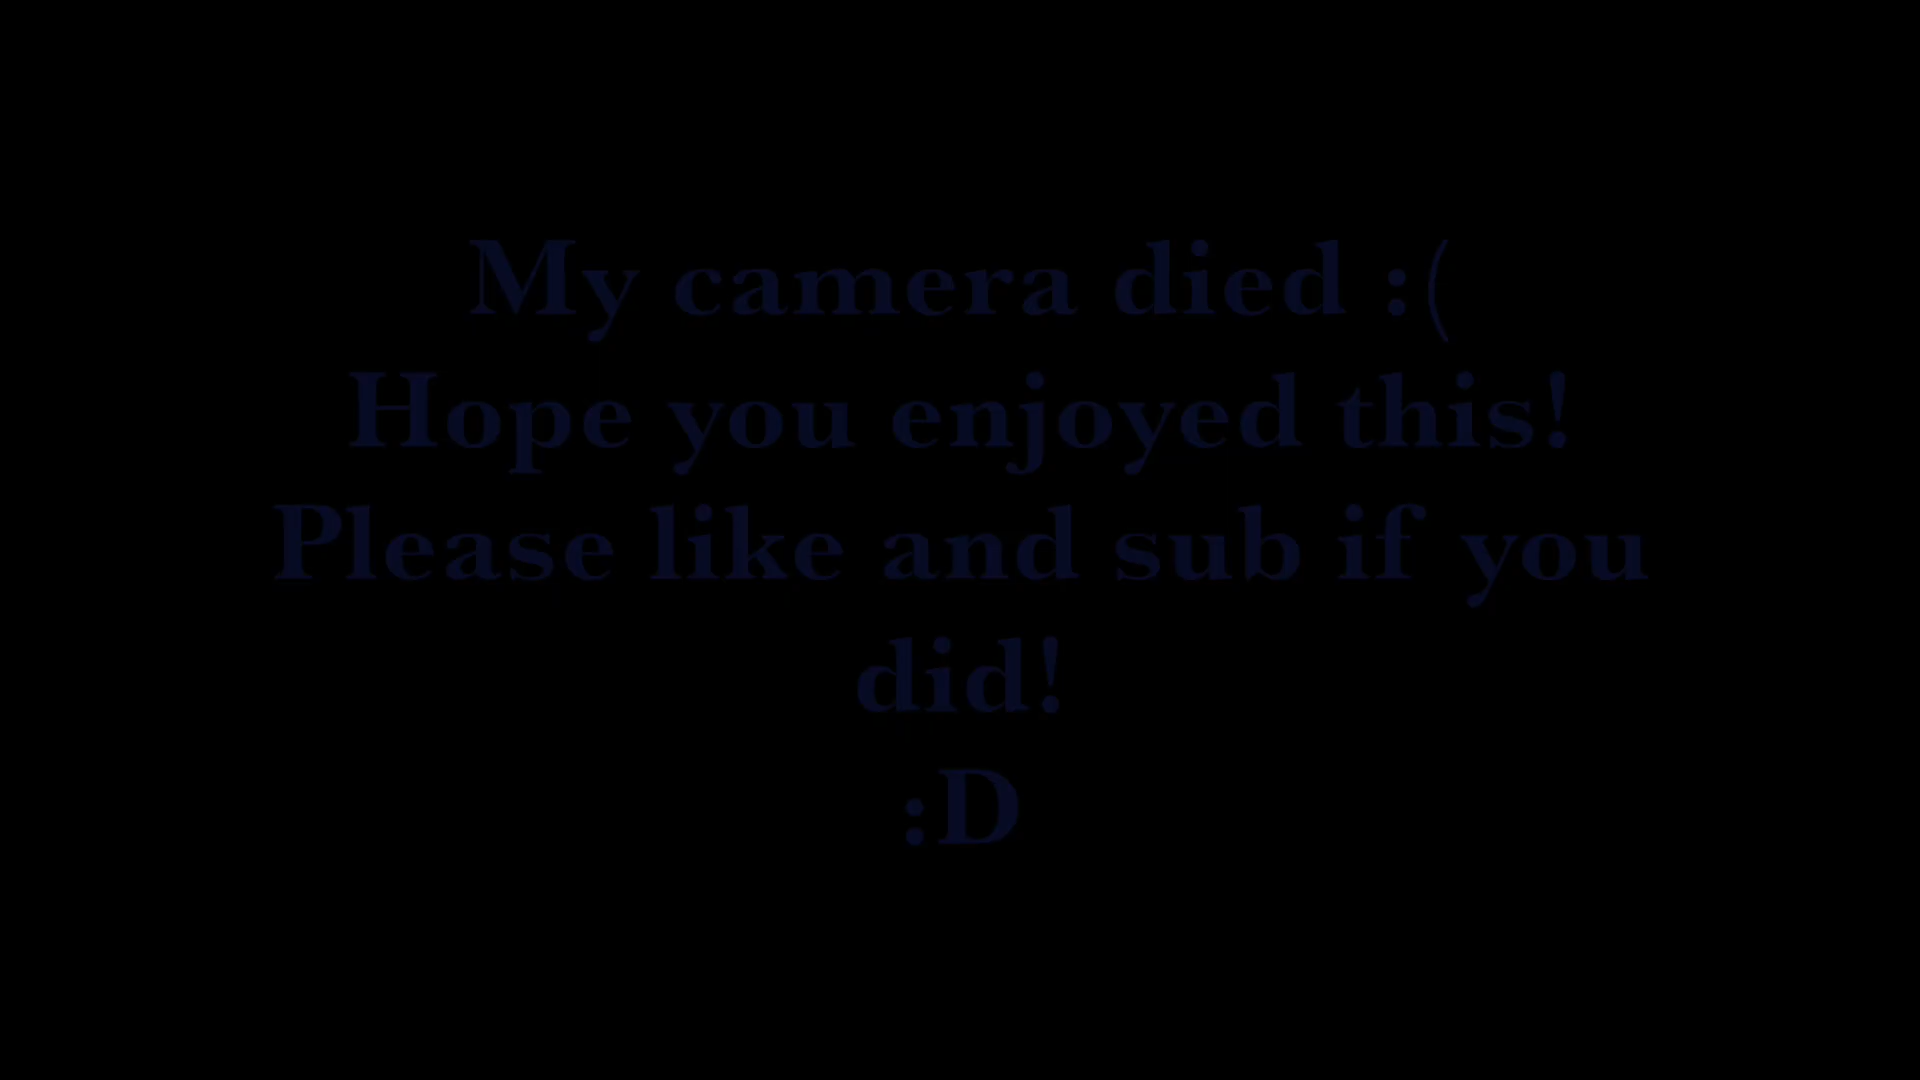 My camera died :(
Hope you enjoyed this!
Please like and sub if you
did!
:D